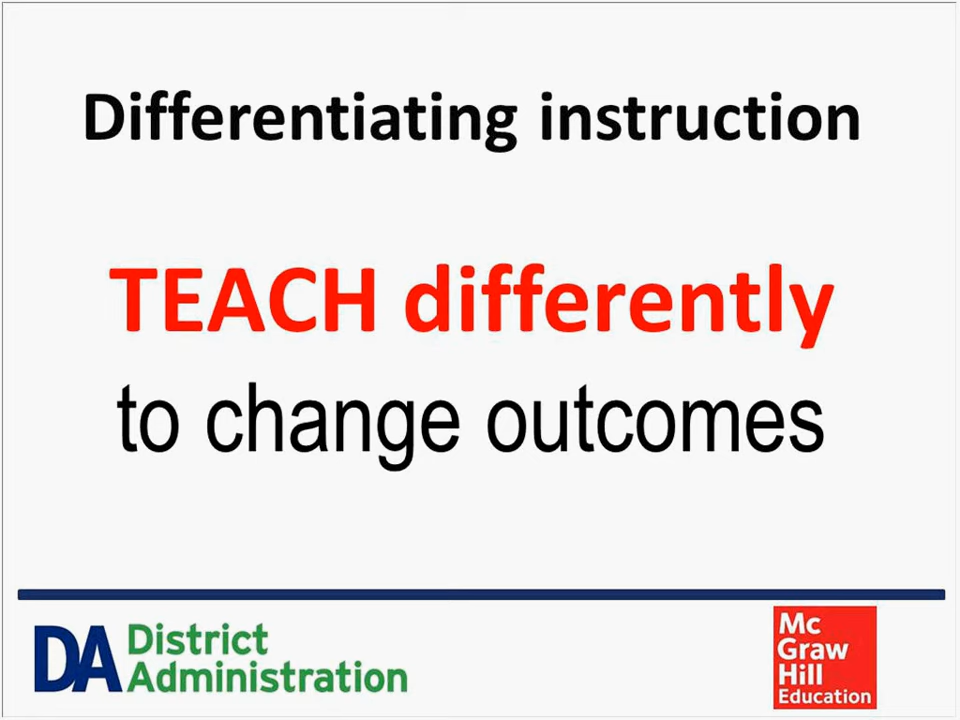 Differentiating instruction
TEACH differently
to change outcomes
DA District
Administration
Mc
Graw
Hill
Education